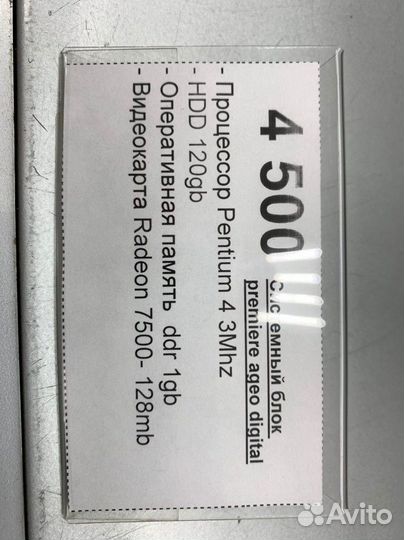 Системный блок
premiere ageo digital
4 500
- Процессор Pentium 4 3Mhz
- HDD 120gb
- Оперативная память ddr 1gb
- Видеокарта Radeon 7500- 128mb
Avito